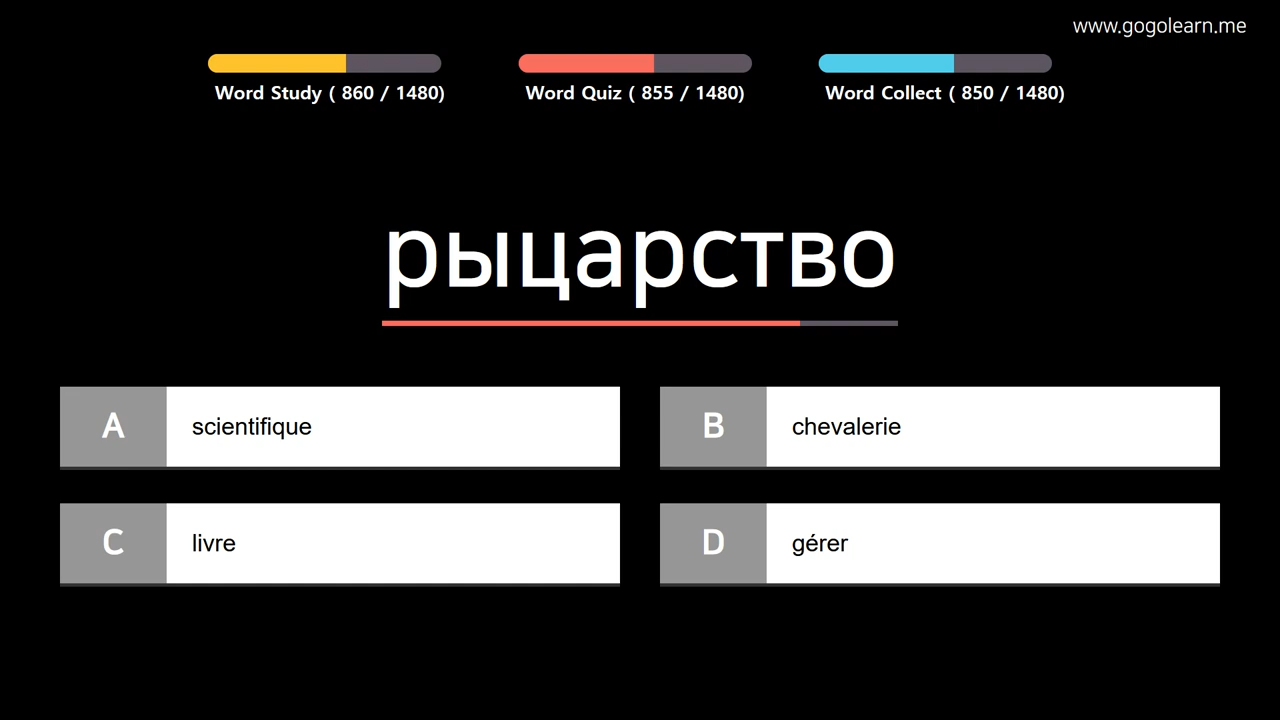 www.gogolearn.me
Word Study ( 860 / 1480)
Word Quiz ( 855 / 1480)
Word Collect ( 850 / 1480)
рыцарство
A scientifique
B chevalerie
C livre
D gérer